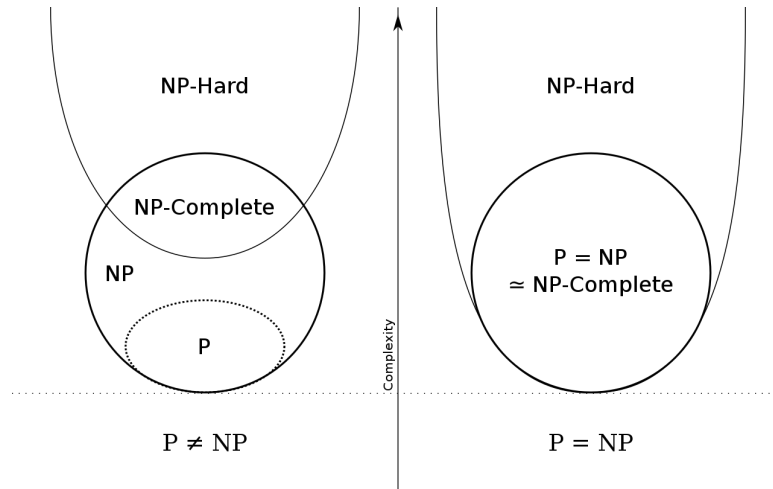 NP-Hard
NP-Complete
NP
P
P ≠ NP
Complexity
NP-Hard
P = NP
≃ NP-Complete
P = NP